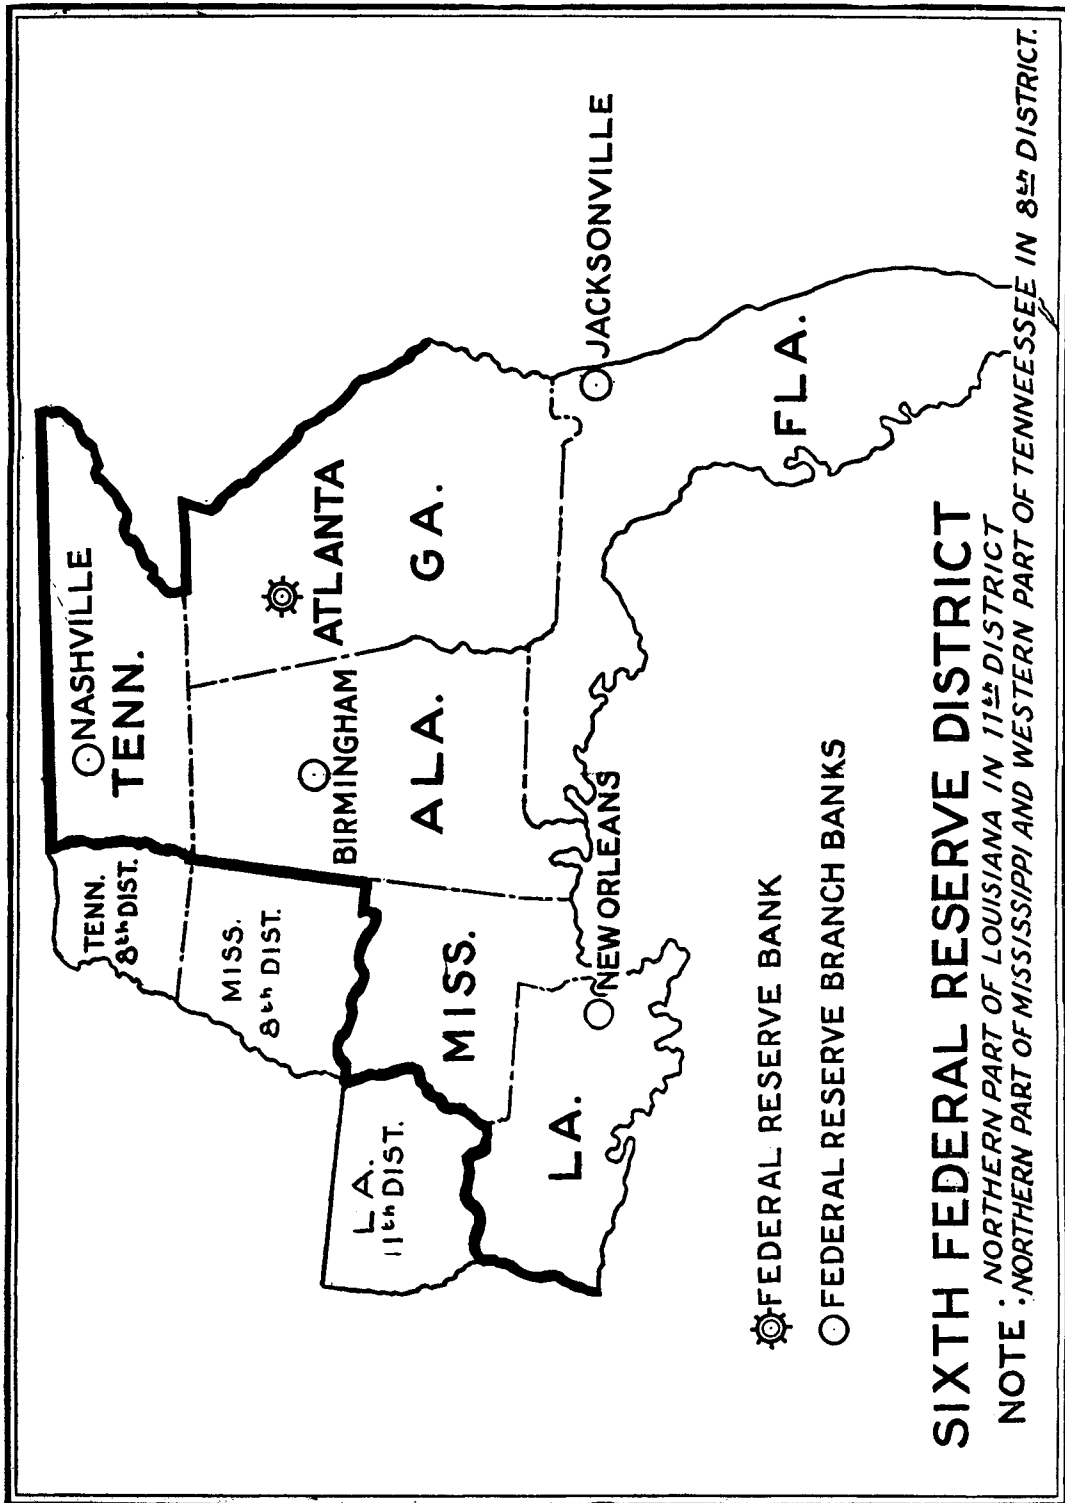 NASHVILLE
TENN.
TENN.
8th DIST.
MISS.
8th DIST.
ATLANTA
BIRMINGHAM
GA.
ALA.
MISS.
LA.
11th DIST.
JACKSONVILLE
NEW ORLEANS
LA.
FLA.
FEDERAL RESERVE BANK
FEDERAL RESERVE BRANCH BANKS
SIXTH FEDERAL RESERVE DISTRICT
NOTE: NORTHERN PART OF LOUISIANA IN 11th DISTRICT
NORTHERN PART OF MISSISSIPPI AND WESTERN PART OF TENNEESSEE IN 8th DISTRICT.